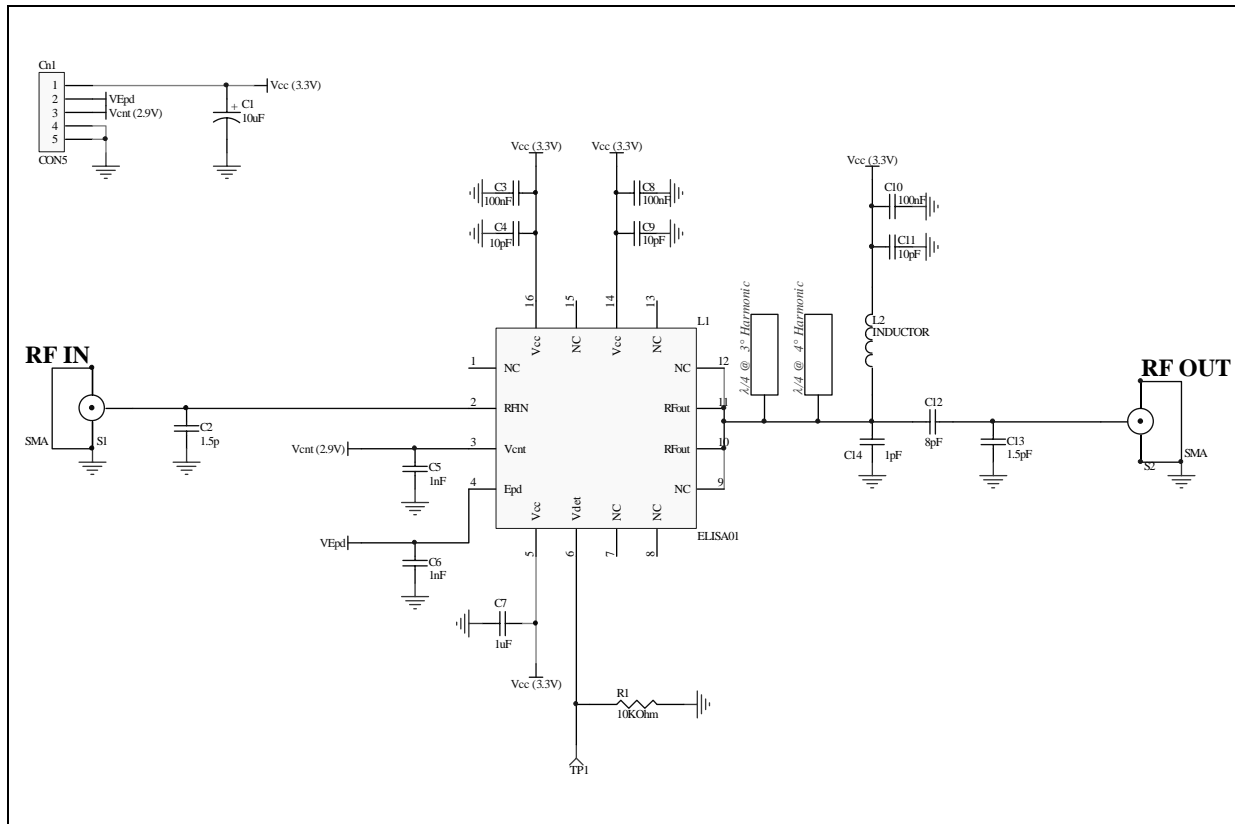 Cn1
1
2
3
4
5
CON5
VEpd
Vcnt (2.9V)
Vcc (3.3V)
C1
10uF
Vcc (3.3V)
C3
100nF
C4
10pF
Vcc (3.3V)
C8
100nF
C9
10pF
Vcc (3.3V)
C10
100nF
C11
10pF
L2
INDUCTOR
λ/4 @ 3° Harmonic
λ/4 @ 4° Harmonic
16
15
14
13
Vcc
NC
Vcc
NC
L1
RF IN
SMA
S1
C2
1.5p
1
NC
2
RFIN
3
Vcnt
4
Epd
12
NC
11
RFout
10
RFout
9
NC
Vcnt (2.9V)
C5
1nF
VEpd
C6
1nF
Vcc
Vdet
NC
NC
5
6
7
8
ELISA01
C7
1uF
Vcc (3.3V)
R1
10KOhm
TP1
C14
1pF
C12
8pF
C13
1.5pF
RF OUT
S2
SMA